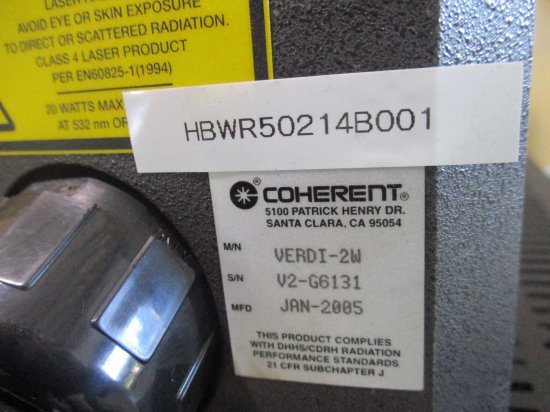 AVOID EYE OR SKIN EXPOSURE
TO DIRECT OR SCATTERED RADIATION.
CLASS 4 LASER PRODUCT
PER EN60825-1(1994)
20 WATTS MAX
AT 532 nm
HBWR50214B001
COHERENT®
5100 PATRICK HENRY DR.
SANTA CLARA, CA 95054
M/N VERDI-2W
S/N V2-G6131
MFD JAN-2005
THIS PRODUCT COMPLIES
WITH DHHS/CDRH RADIATION
PERFORMANCE STANDARDS
21 CFR SUBCHAPTER J